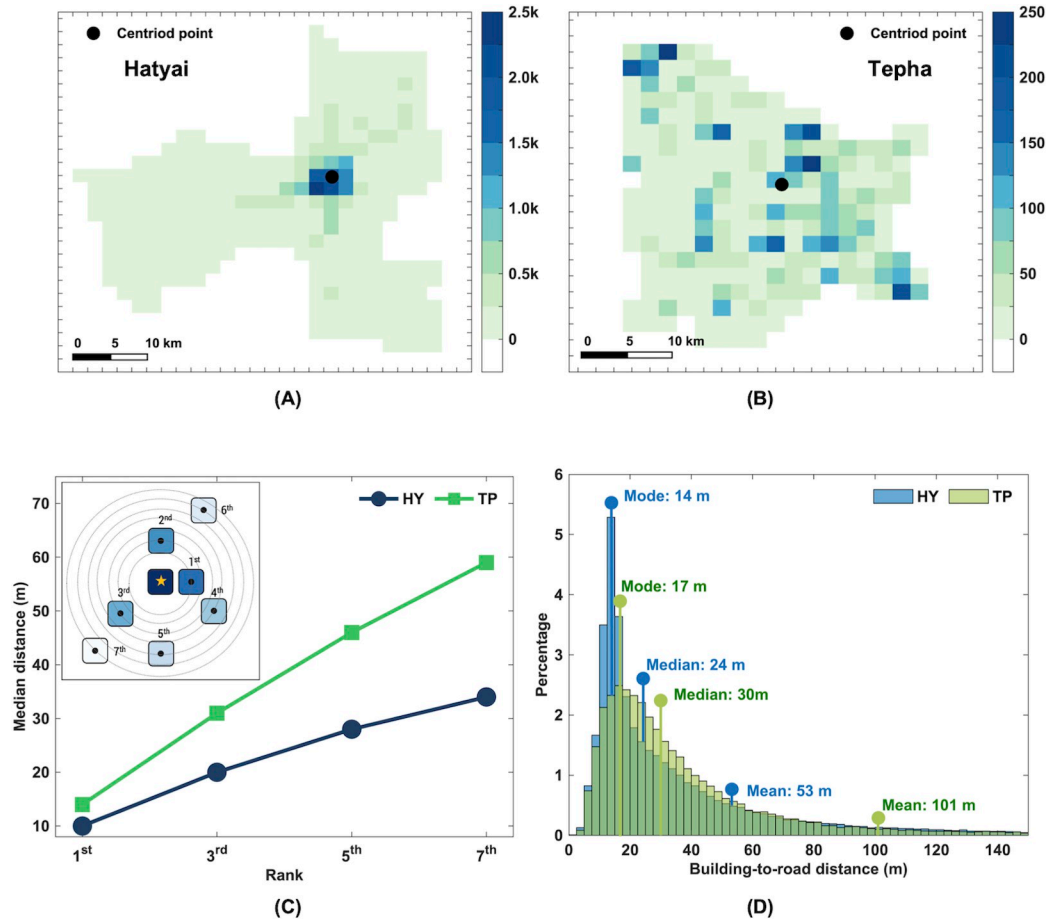 Centriod point
Hatyai
2.5k
2.0k
1.5k
1.0k
0.5k
0
0 5 10 km
(A)
Centriod point
Tepha
250
200
150
100
50
0
0 5 10 km
(B)
HY TP
70
60
50
40
30
20
10
Median distance (m)
1st
2nd
3rd
4th
5th
6th
7th
1st 3rd 5th 7th
Rank
(C)
HY TP
6
5
4
3
2
1
0
Percentage
Mode: 14 m
Mode: 17 m
Median: 24 m
Median: 30m
Mean: 53 m
Mean: 101 m
0 20 40 60 80 100 120 140
Building-to-road distance (m)
(D)